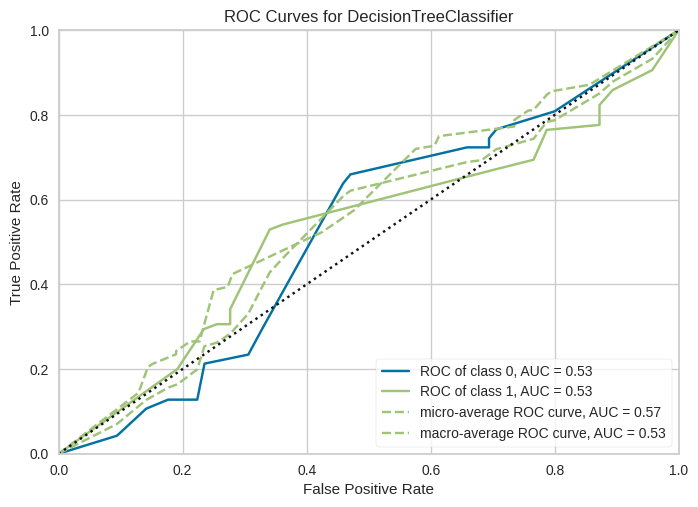 ROC Curves for DecisionTreeClassifier
1.0
0.8
0.6
0.4
0.2
0.0
True Positive Rate
ROC of class 0, AUC = 0.53
ROC of class 1, AUC = 0.53
micro-average ROC curve, AUC = 0.57
macro-average ROC curve, AUC = 0.53
0.0 0.2 0.4 0.6 0.8 1.0
False Positive Rate